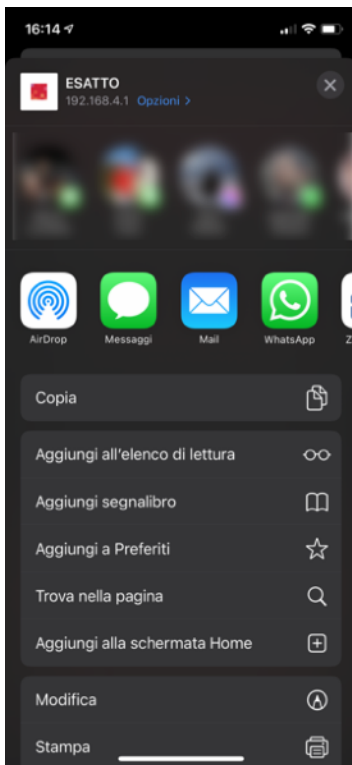 16:14
ESATTO
192.168.4.1 Opzioni >
AirDrop
Messaggi
Mail
WhatsApp
Copia
Aggiungi all'elenco di lettura
Aggiungi segnalibro
Aggiungi a Preferiti
Trova nella pagina
Aggiungi alla schermata Home
Modifica
Stampa